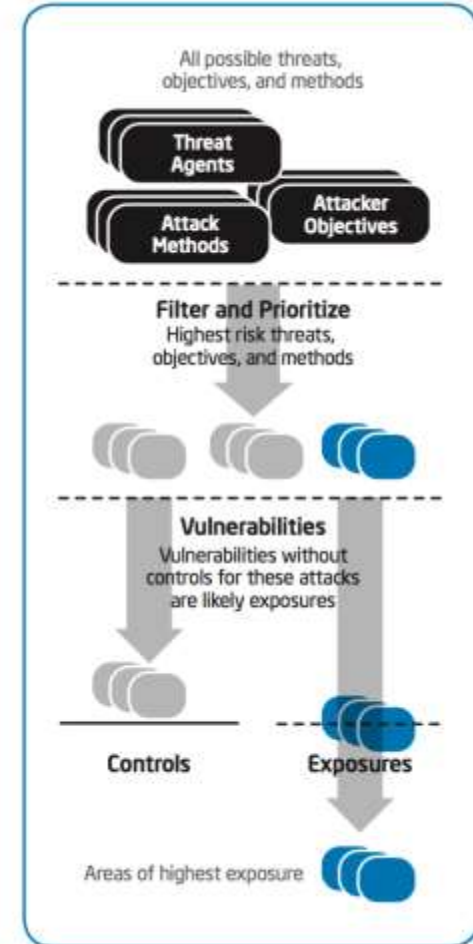 All possible threats,
objectives, and methods
Threat
Agents
Attacker
Objectives
Attack
Methods
Filter and Prioritize
Highest risk threats,
objectives, and methods
Vulnerabilities
Vulnerabilities without
controls for these attacks
are likely exposures
Controls
Exposures
Areas of highest exposure